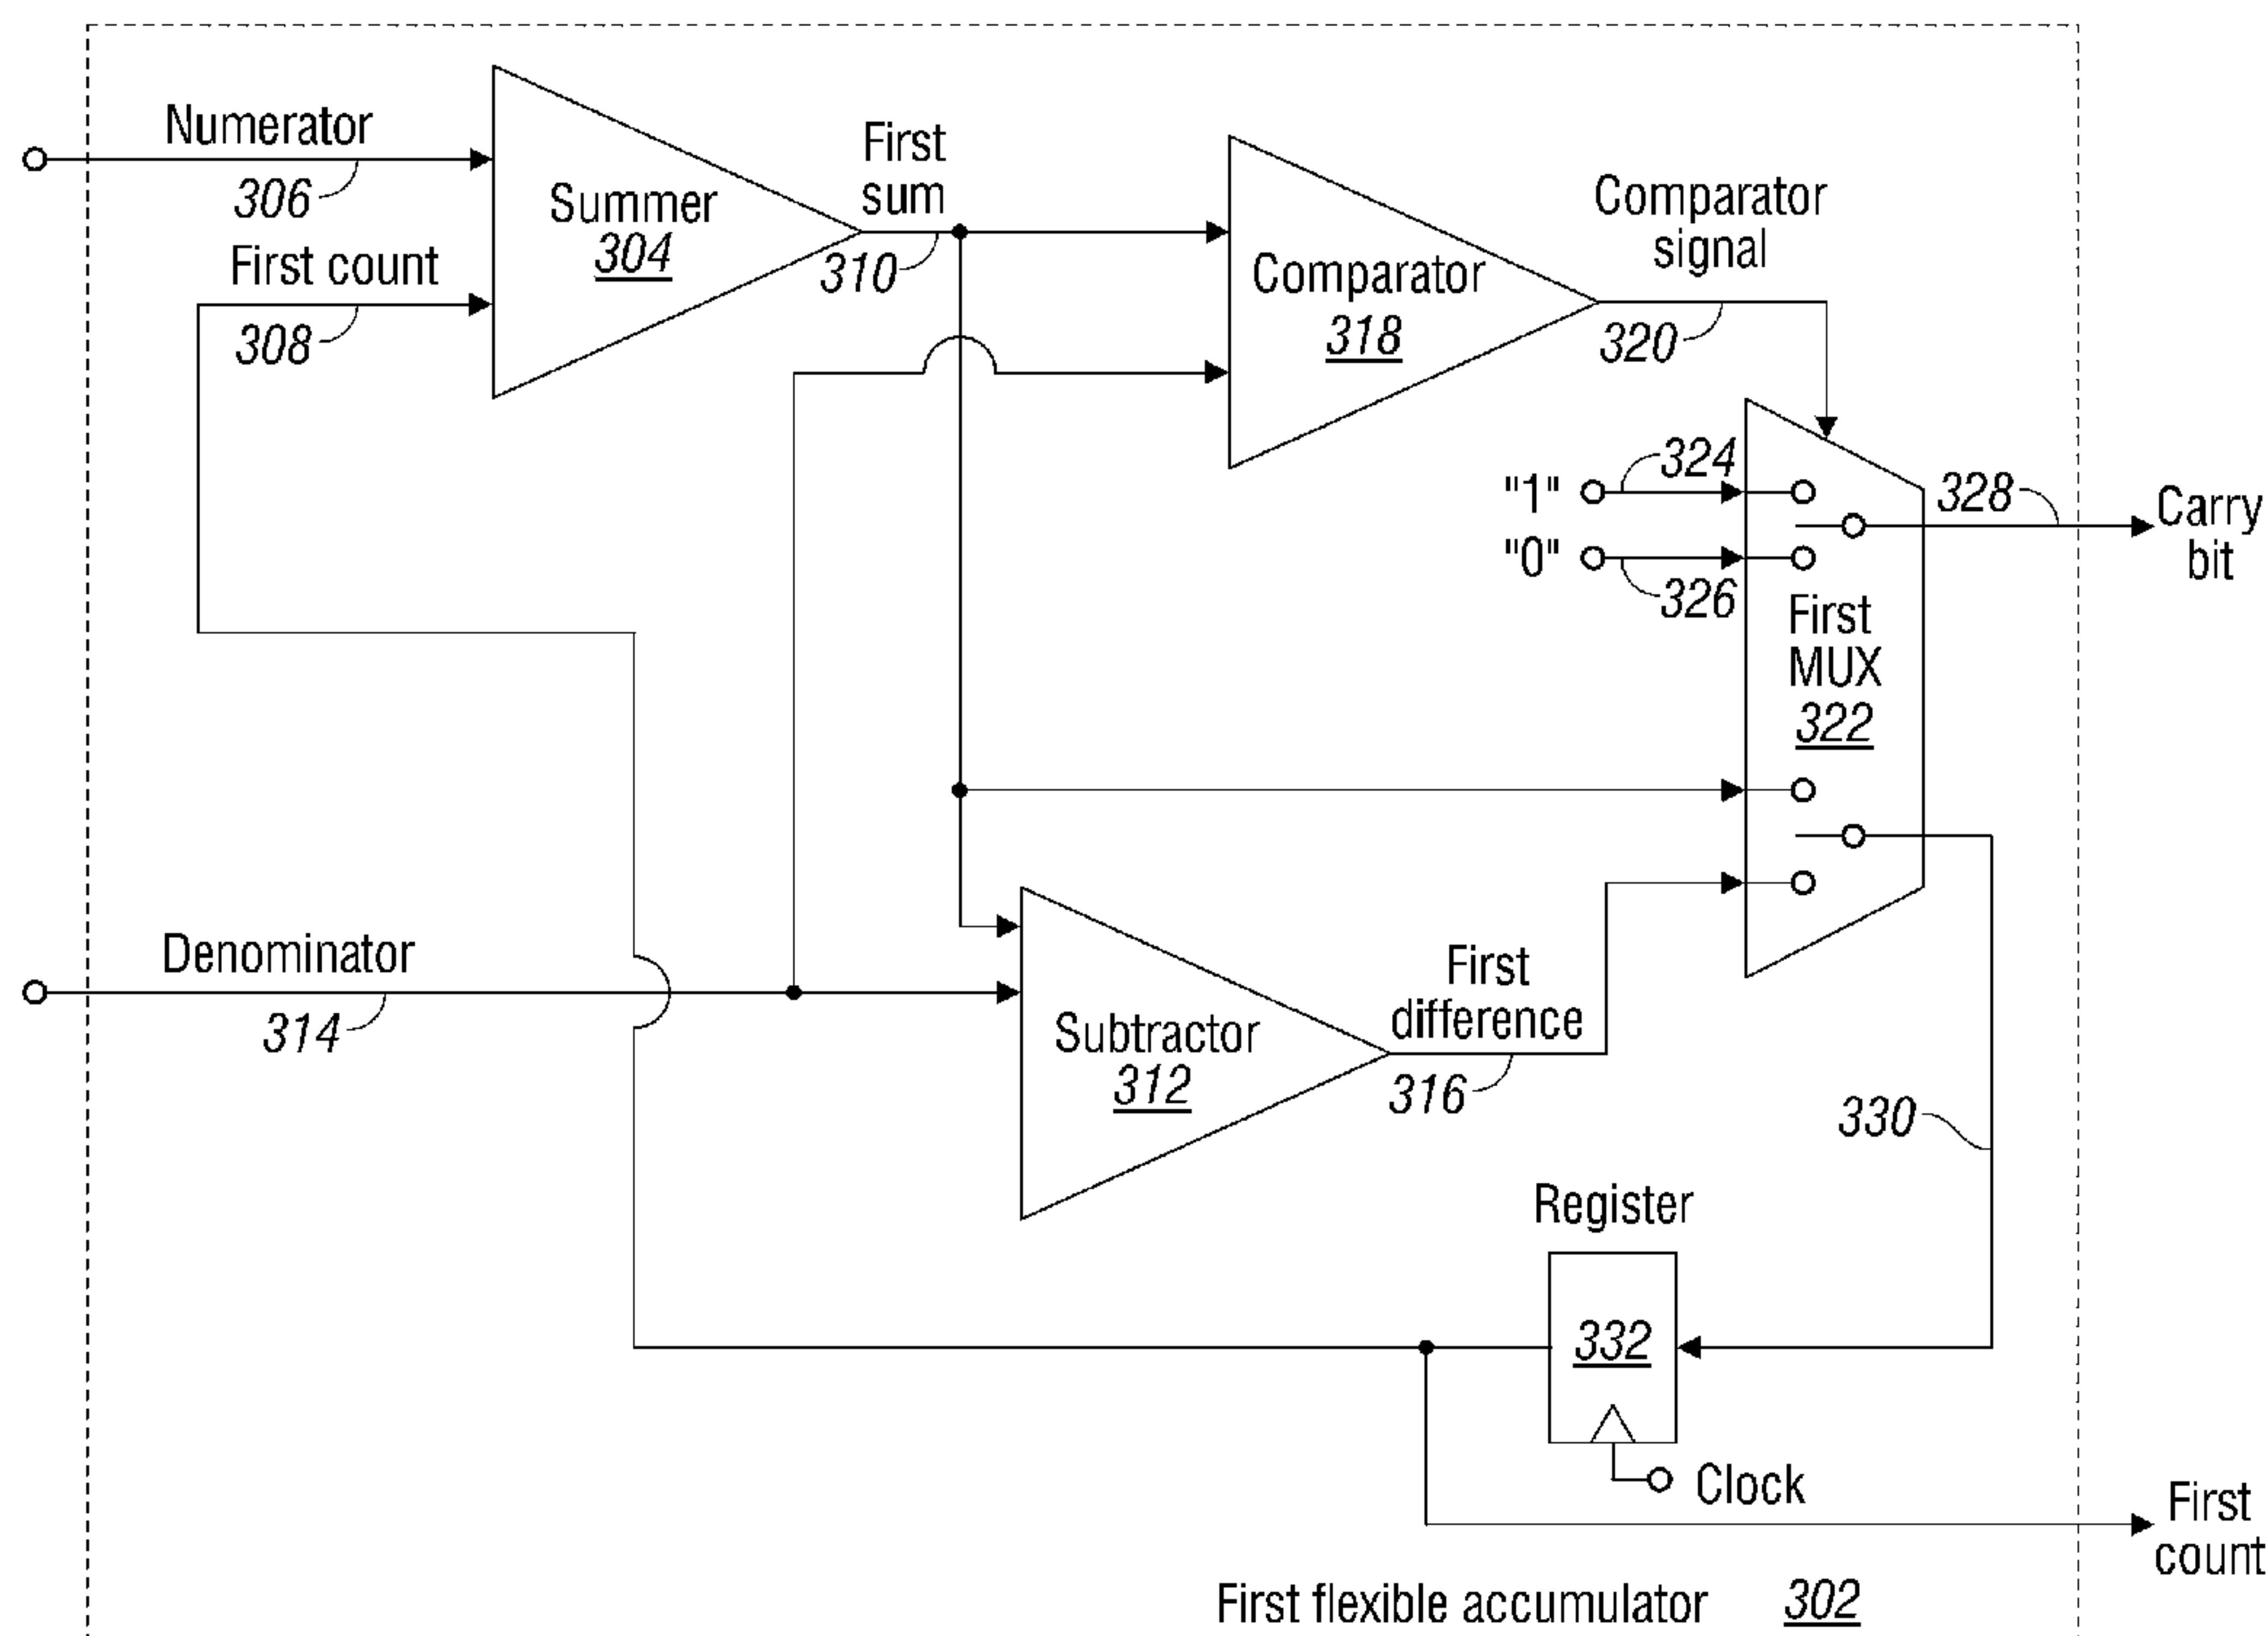 Numerator
306
First count
308
Summer
304
First
sum
310
Comparator
318
Comparator
signal
320
"1"
324
"0"
326
328
Carry
bit
First
MUX
322
Denominator
314
Subtractor
312
First
difference
316
330
Register
332
Clock
First
count
First flexible accumulator 302